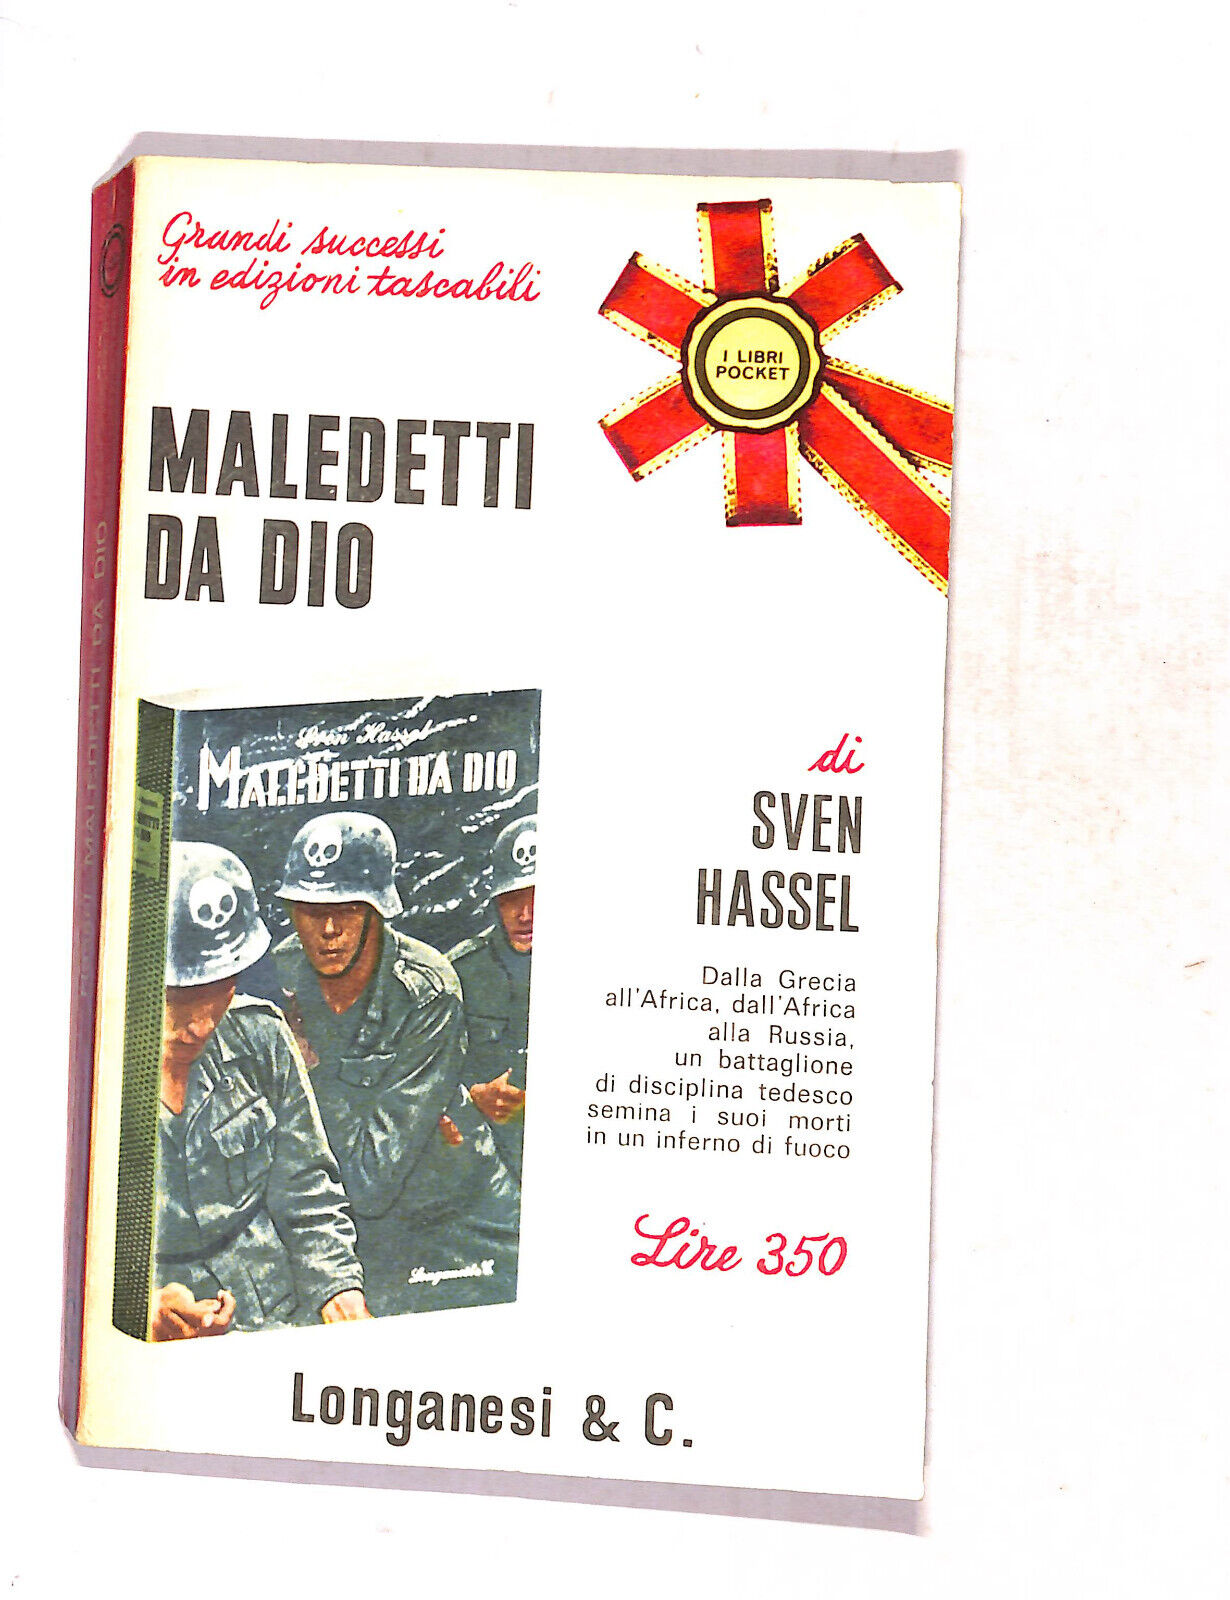 Grandi successi
in edizioni tascabili
I LIBRI
POCKET
MALEDETTI
DA DIO
MALEDETTI DA DIO
Sven Hassel
MALEDETTI DA DIO
di
SVEN
HASSEL
Dalla Grecia
all'Africa, dall'Africa
alla Russia,
un battaglione
di disciplina tedesco
semina i suoi morti
in un inferno di fuoco
Lire 350
Longanesi & C.